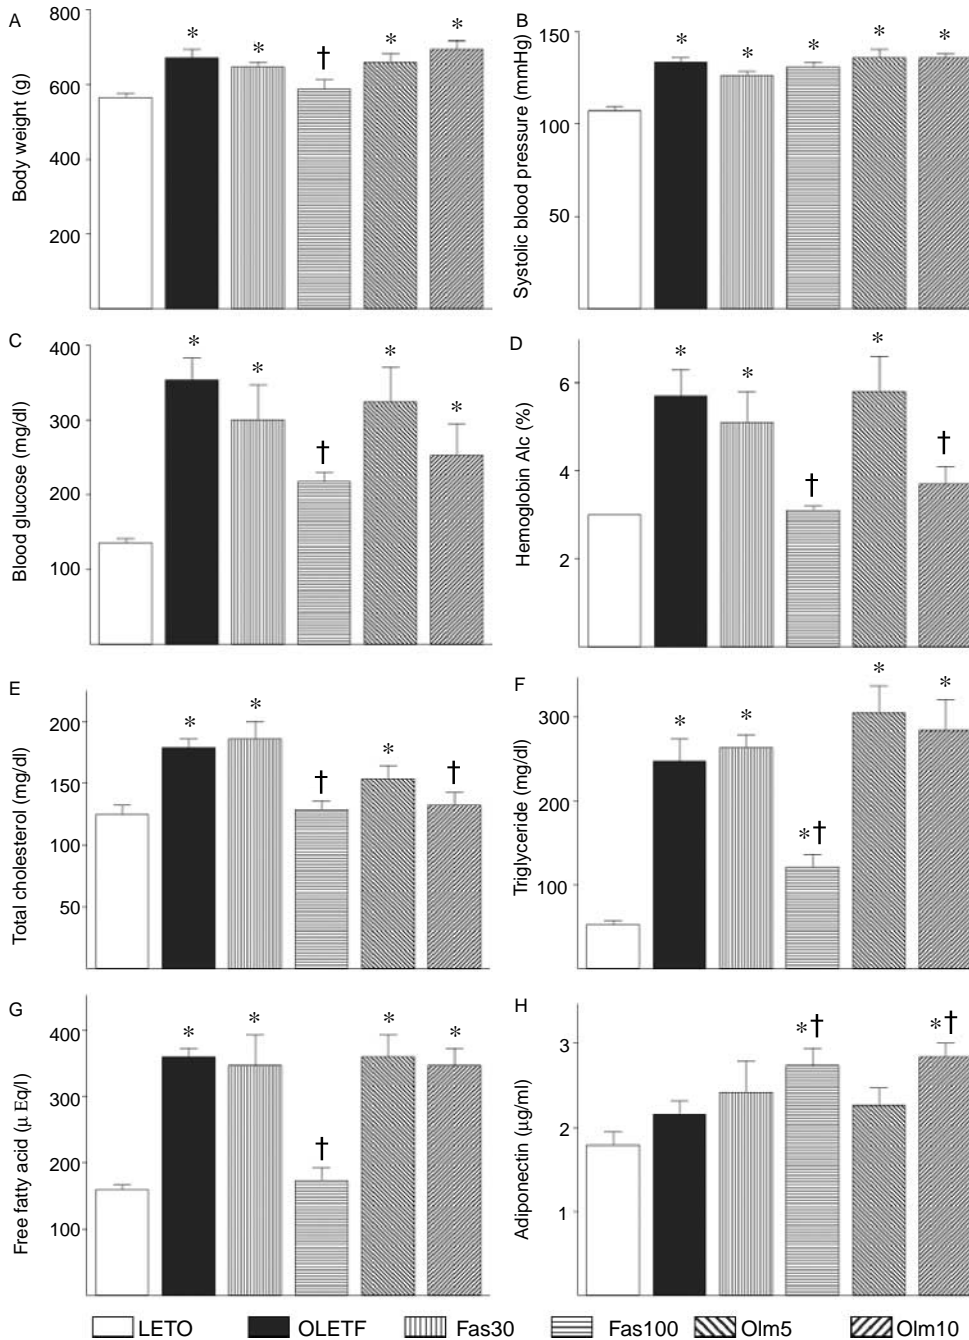 A
800
600
400
200
Body weight (g)
* * † * *
B
150
100
50
Systolic blood pressure (mmHg)
* * * * *
C
400
300
200
100
Blood glucose (mg/dl)
* * † * *
D
6
4
2
Hemoglobin Alc (%)
* * † * †
E
200
150
100
50
Total cholesterol (mg/dl)
* * † * †
F
300
200
100
Triglyceride (mg/dl)
* * *† * *
G
400
300
200
100
Free fatty acid (μ Eq/l)
* * † * *
H
3
2
1
Adiponectin (μg/ml)
*† *†
LETO OLETF Fas30 Fas100 Olm5 Olm10